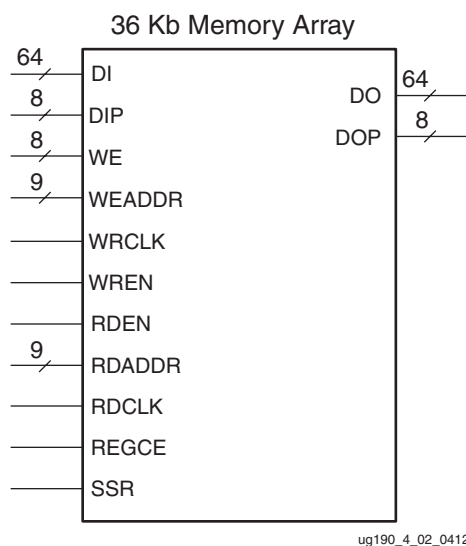 36 Kb Memory Array
64
DI
8
DIP
8
WE
9
WEADDR
WRCLK
WREN
RDEN
9
RDADDR
RDCLK
REGCE
SSR
DO
64
DOP
8
ug190_4_02_0412